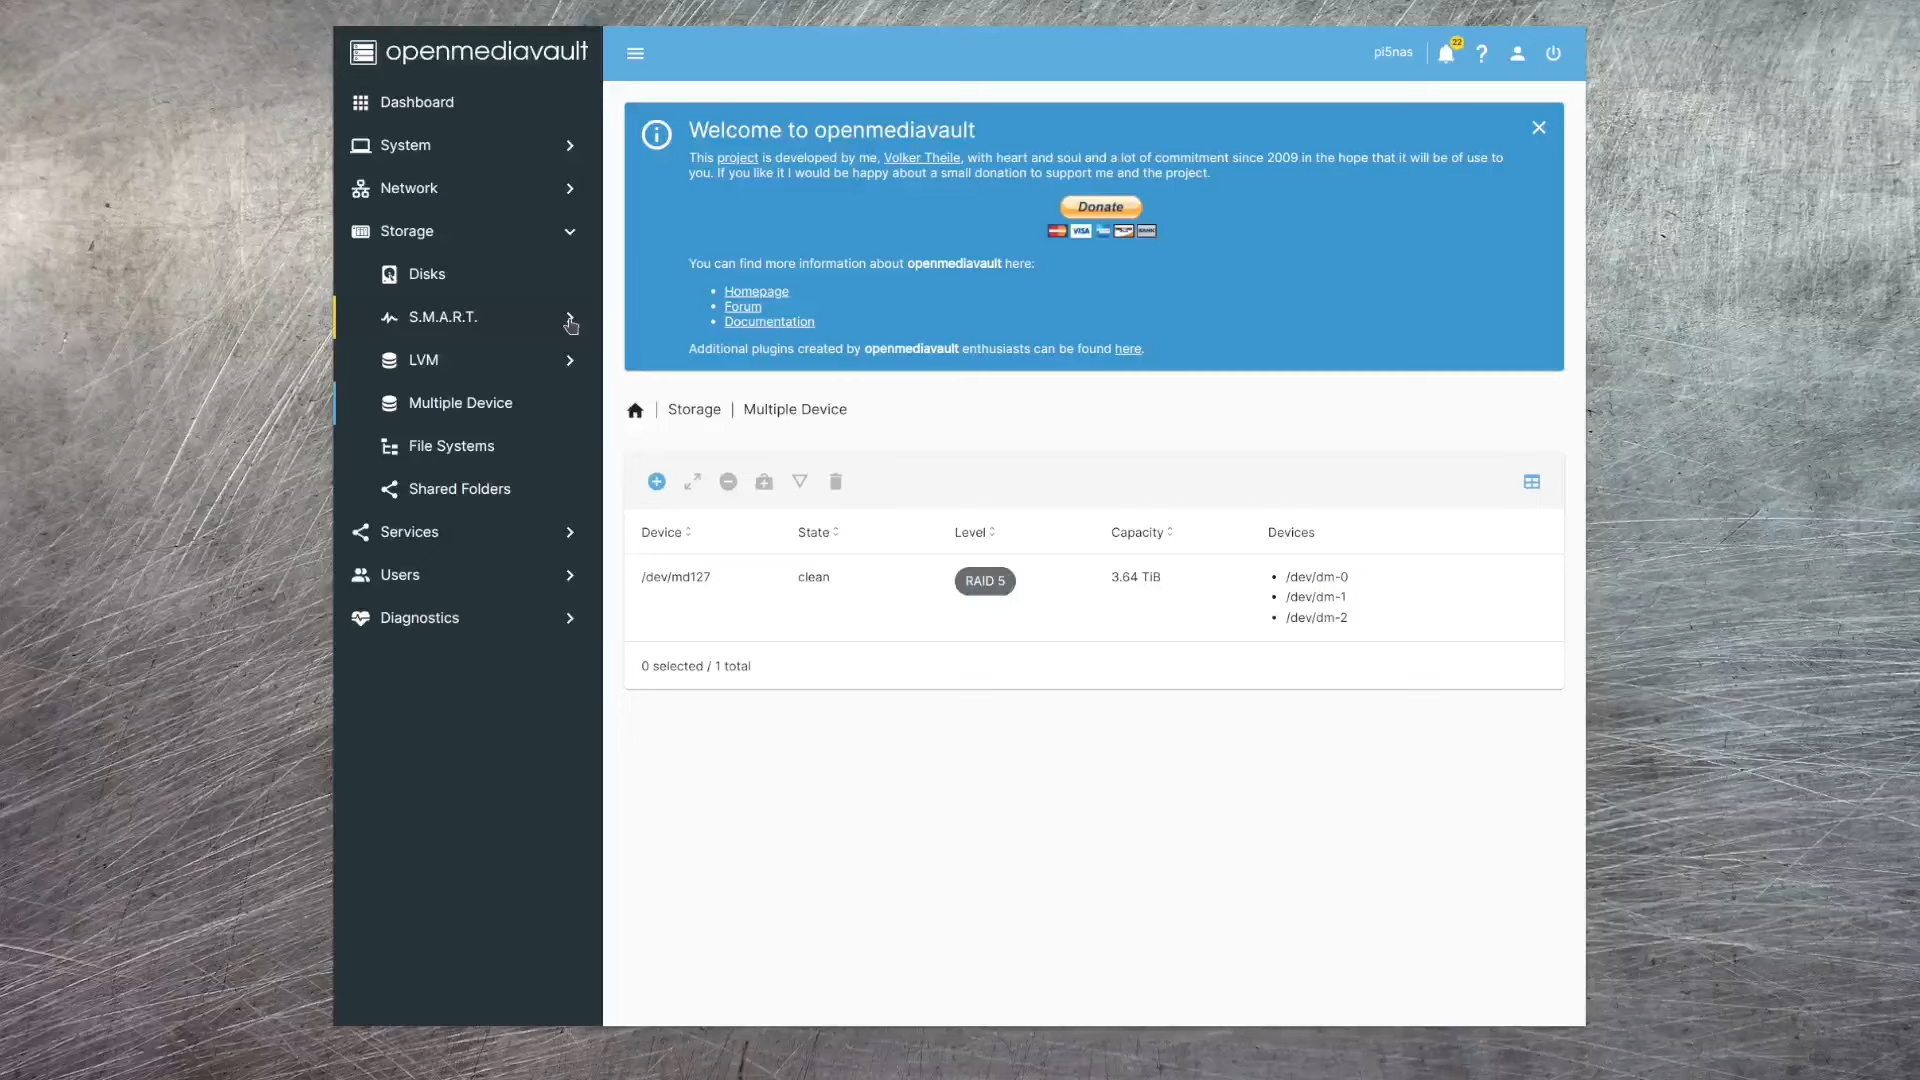 openmediavault
pi5nas
22
Dashboard
System
Network
Storage
Disks
S.M.A.R.T.
LVM
Multiple Device
File Systems
Shared Folders
Services
Users
Diagnostics
Welcome to openmediavault
This project is developed by me, Volker Theile, with heart and soul and a lot of commitment since 2009 in the hope that it will be of use to
you. If you like it I would be happy about a small donation to support me and the project.
Donate
VISA
You can find more information about openmediavault here:
• Homepage
• Forum
• Documentation
Additional plugins created by openmediavault enthusiasts can be found here.
Storage | Multiple Device
Device State Level Capacity Devices
/dev/md127 clean RAID 5 3.64 TiB • /dev/dm-0
• /dev/dm-1
• /dev/dm-2
0 selected / 1 total